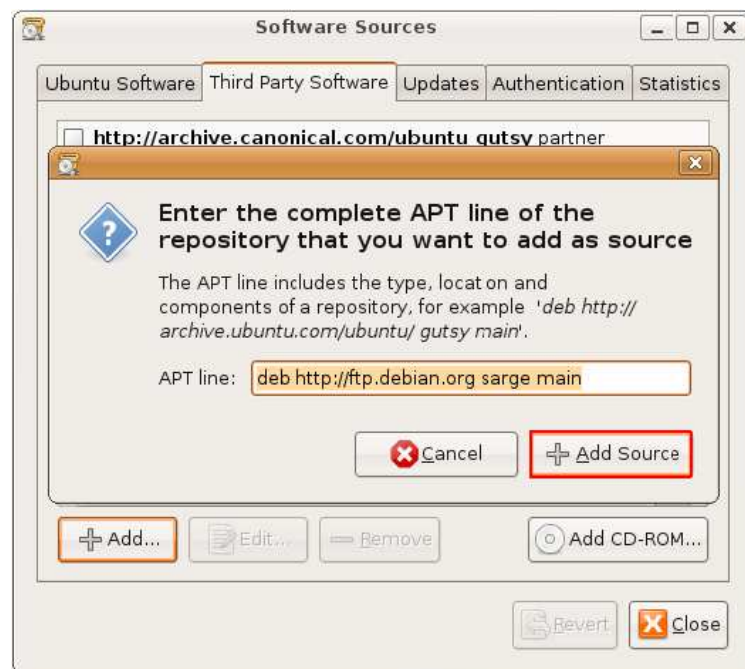 Software Sources
Ubuntu Software Third Party Software Updates Authentication Statistics
http://archive.canonical.com/ubuntu gutsy partner
Enter the complete APT line of the
repository that you want to add as source
The APT line includes the type, location and
components of a repository, for example 'deb http://
archive.ubuntu.com/ubuntu/ gutsy main'.
APT line: deb http://ftp.debian.org sarge main
Cancel Add Source
Add... Edit... Remove Add CD-ROM...
Revert Close